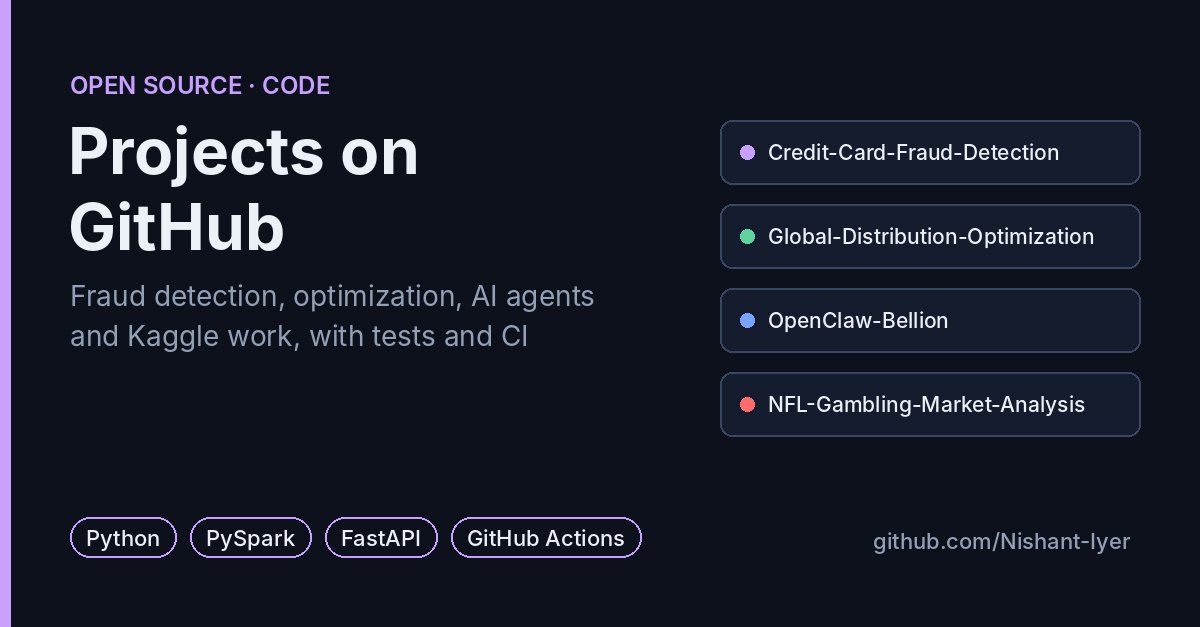 OPEN SOURCE · CODE
Projects on
GitHub
Fraud detection, optimization, AI agents
and Kaggle work, with tests and CI
Credit-Card-Fraud-Detection
Global-Distribution-Optimization
OpenClaw-Bellion
NFL-Gambling-Market-Analysis
Python PySpark FastAPI GitHub Actions
github.com/Nishant-Iyer